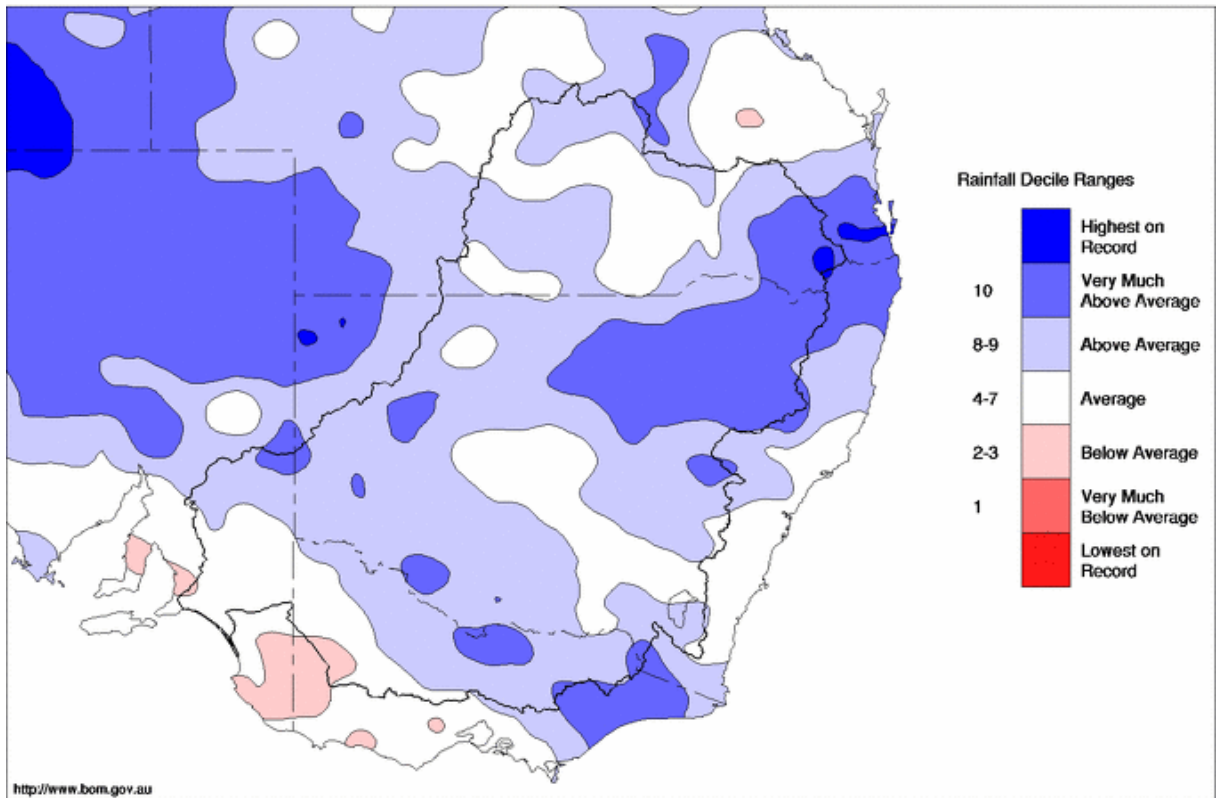 Rainfall Decile Ranges
Highest on
Record
10
Very Much
Above Average
8-9
Above Average
4-7
Average
2-3
Below Average
1
Very Much
Below Average
Lowest on
Record
http://www.bom.gov.au